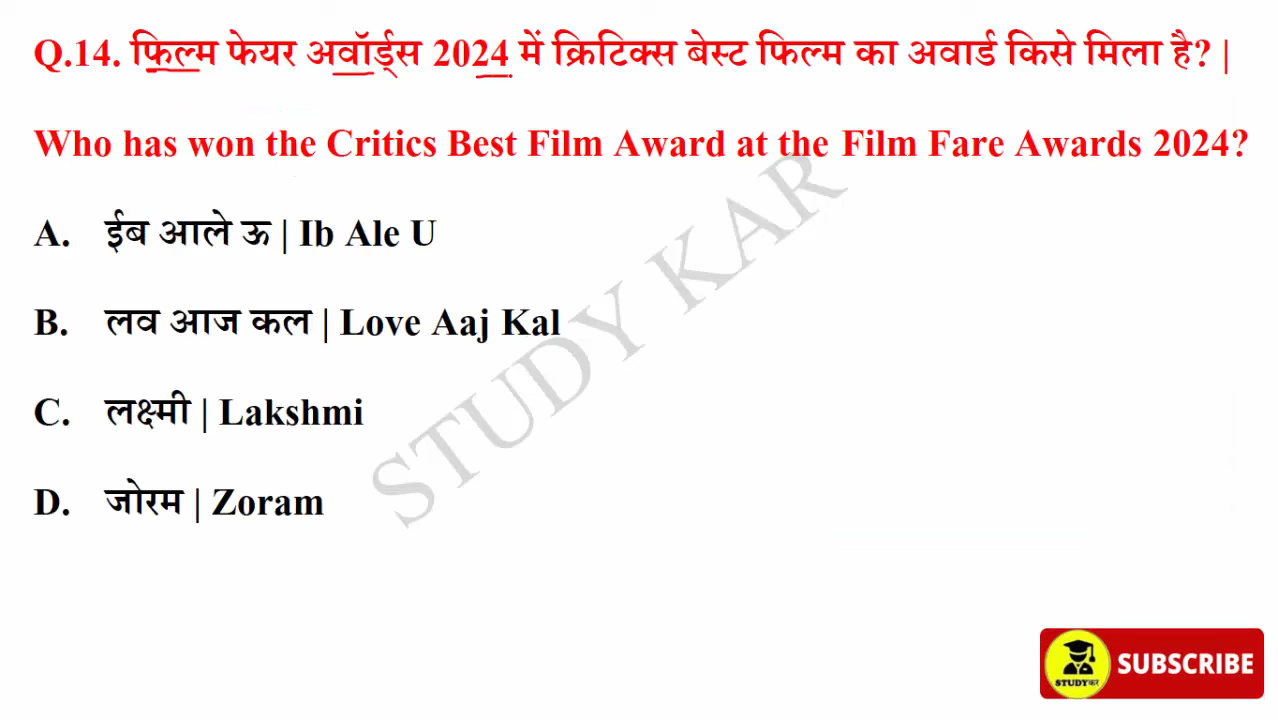 Q.14. फिल्म फेयर अवॉर्ड्स 2024 में क्रिटिक्स बेस्ट फिल्म का अवार्ड किसे मिला है? |
Who has won the Critics Best Film Award at the Film Fare Awards 2024?
A. ईब आले ऊ | Ib Ale U
B. लव आज कल | Love Aaj Kal
C. लक्ष्मी | Lakshmi
D. जोरम | Zoram
STUDY KAR
STUDYकर
SUBSCRIBE